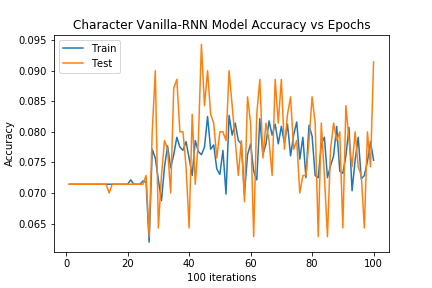 Character Vanilla-RNN Model Accuracy vs Epochs
Train
Test
0.095
0.090
0.085
0.080
0.075
0.070
0.065
Accuracy
0
20
40
60
80
100
100 iterations